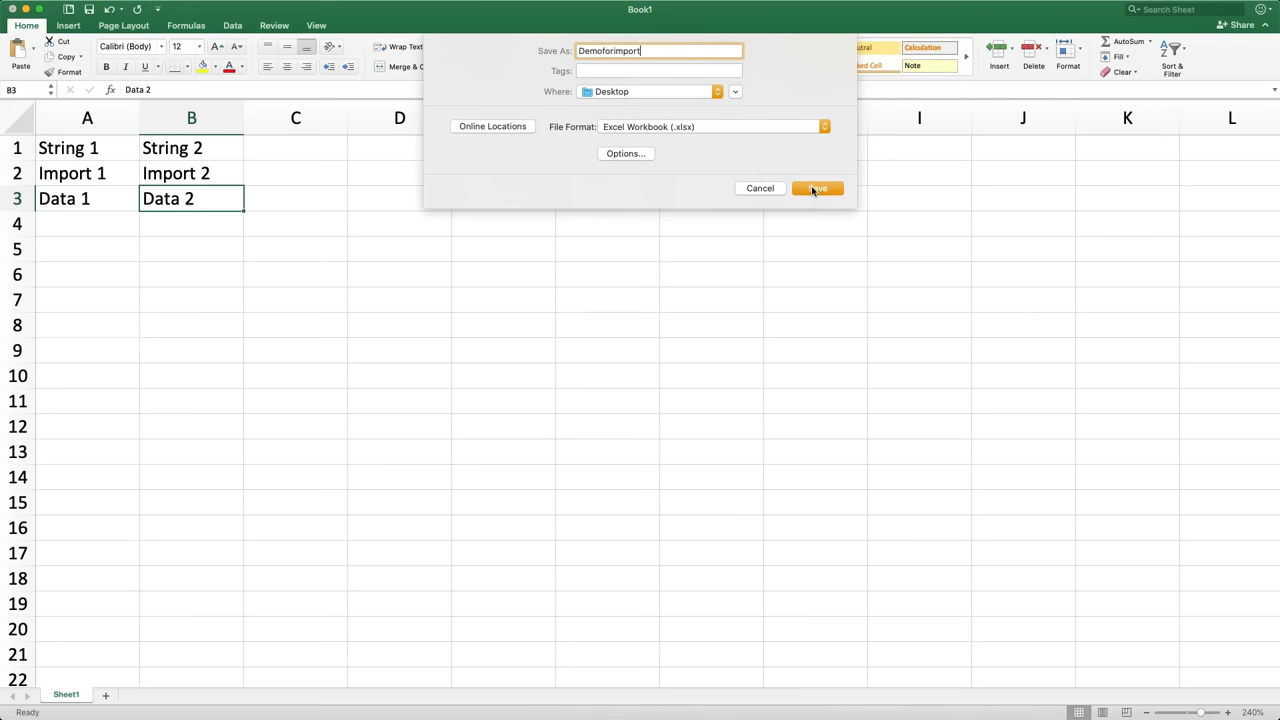 Book1
Search Sheet
Home Insert Page Layout Formulas Data Review View
Share
Paste
Cut
Copy
Format
Calibri (Body) 12
B I U
Wrap Text
Merge & C
Save As: Demoforimport
Tags:
Where: Desktop
Online Locations File Format: Excel Workbook (.xlsx)
Options...
Cancel
Calculation
Note
Insert Delete Format
AutoSum
Fill
Clear
Sort & Filter
B3 fx Data 2
A B C D I J K L
1 String 1 String 2
2 Import 1 Import 2
3 Data 1 Data 2
4
5
6
7
8
9
10
11
12
13
14
15
16
17
18
19
20
21
22
Sheet1
Ready 240%